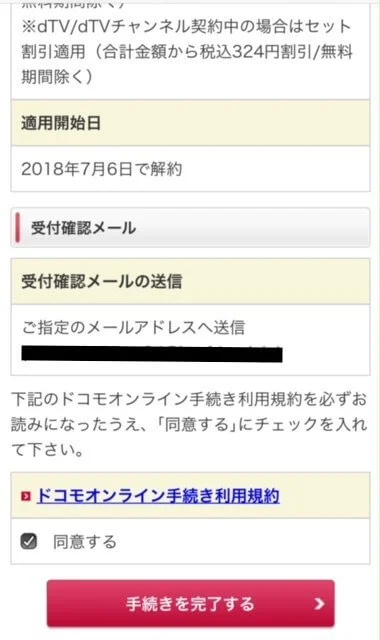 ※dTV/dTVチャンネル契約中の場合はセット
割引適用（合計金額から税込324円割引/無料
期間除く）
適用開始日
2018年7月6日で解約
受付確認メール
受付確認メールの送信
ご指定のメールアドレスへ送信
下記のドコモオンライン手続き利用規約を必ずお
読みになったうえ、｢同意する｣にチェックを入れ
て下さい。
ドコモオンライン手続き利用規約
同意する
手続きを完了する